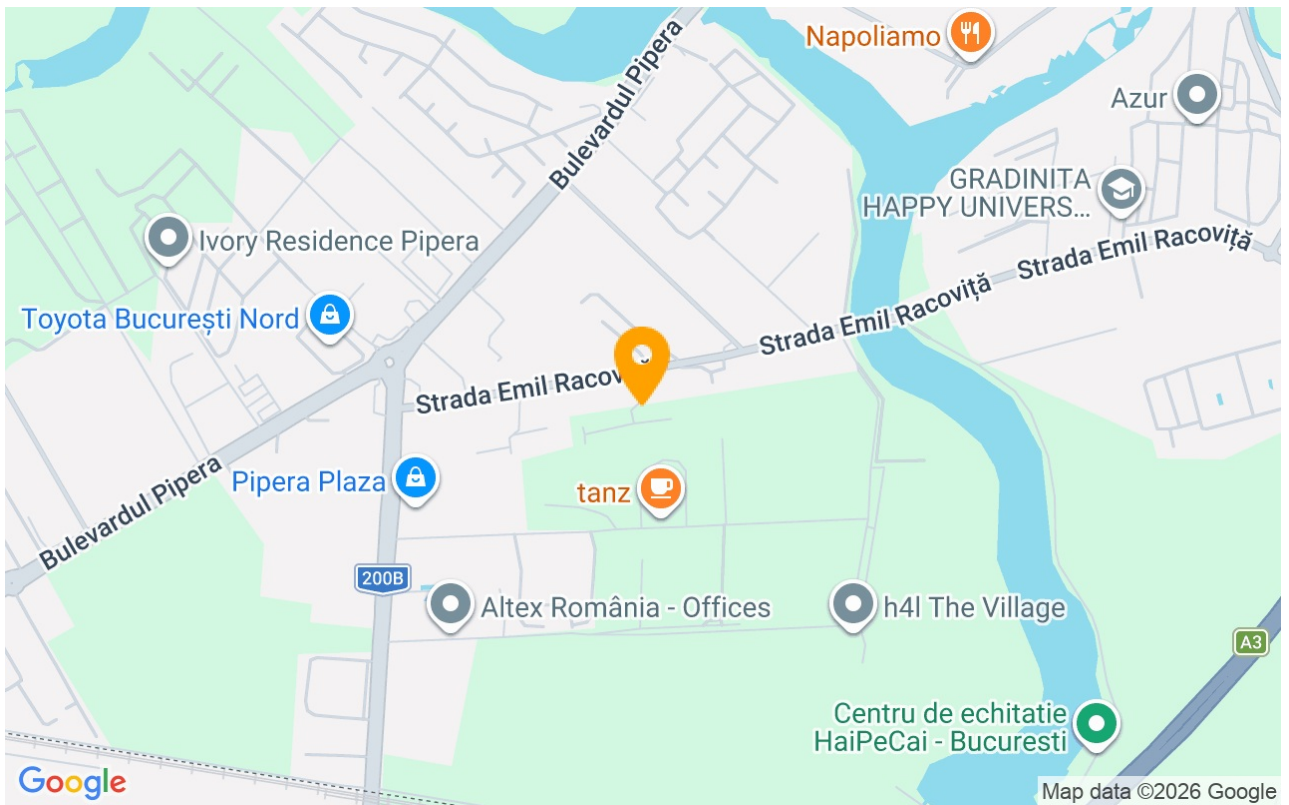 Napoliamo
Bulevardul Pipera
Azur
GRADINITA
HAPPY UNIVERS...
Ivory Residence Pipera
Strada Emil Racoviță
Strada Emil Racoviță
Toyota București Nord
Strada Emil Racov ă
Pipera Plaza
tanz
Bulevardul Pipera
200B
Altex România - Offices
h4l The Village
A3
Centru de echitatie
HaiPeCai - Bucuresti
Google
Map data ©2026 Google